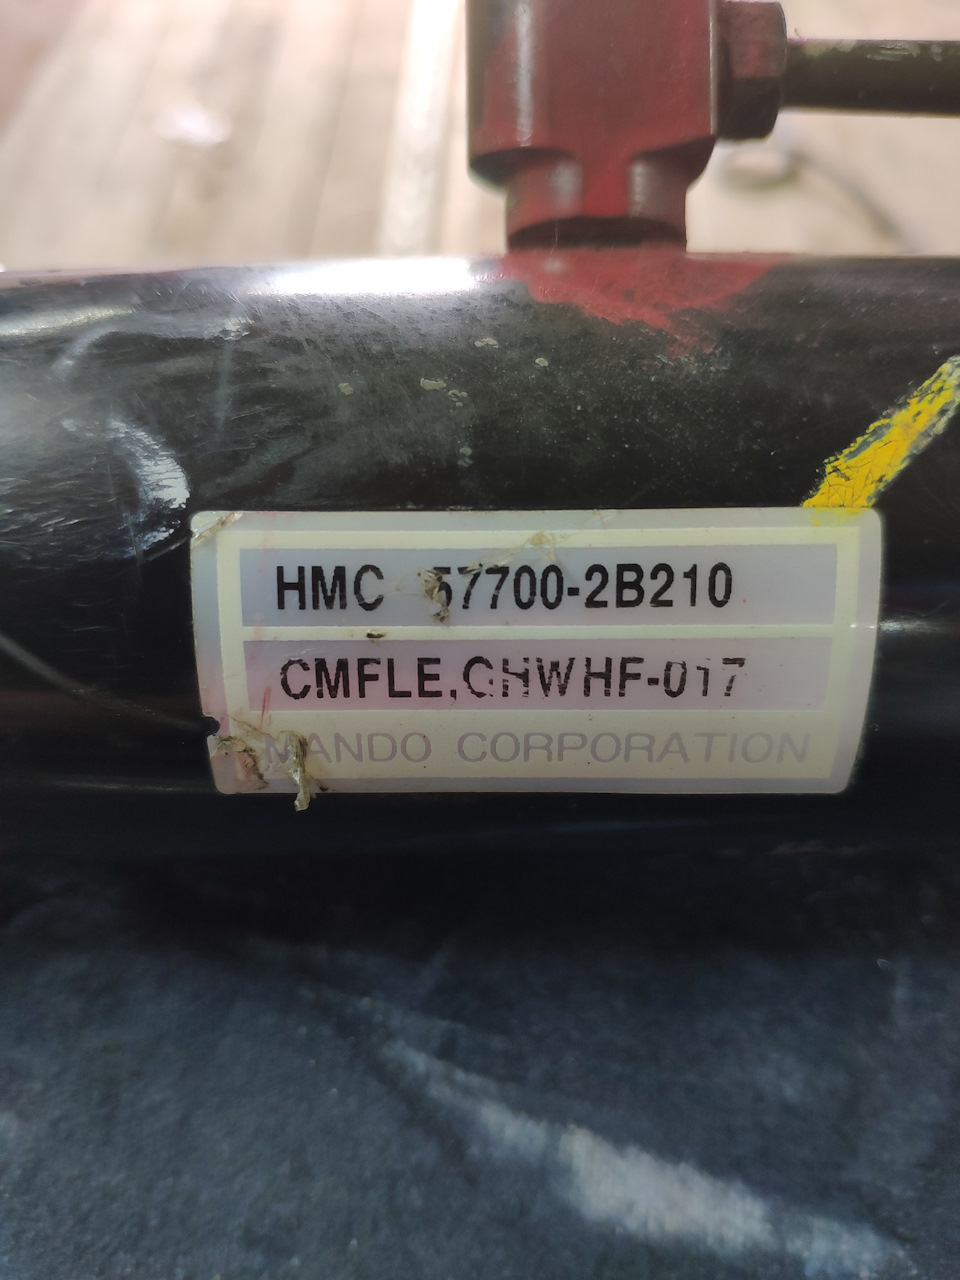 HMC 57700-2B210
CMFLE,CHWHF-017
MANDO CORPORATION